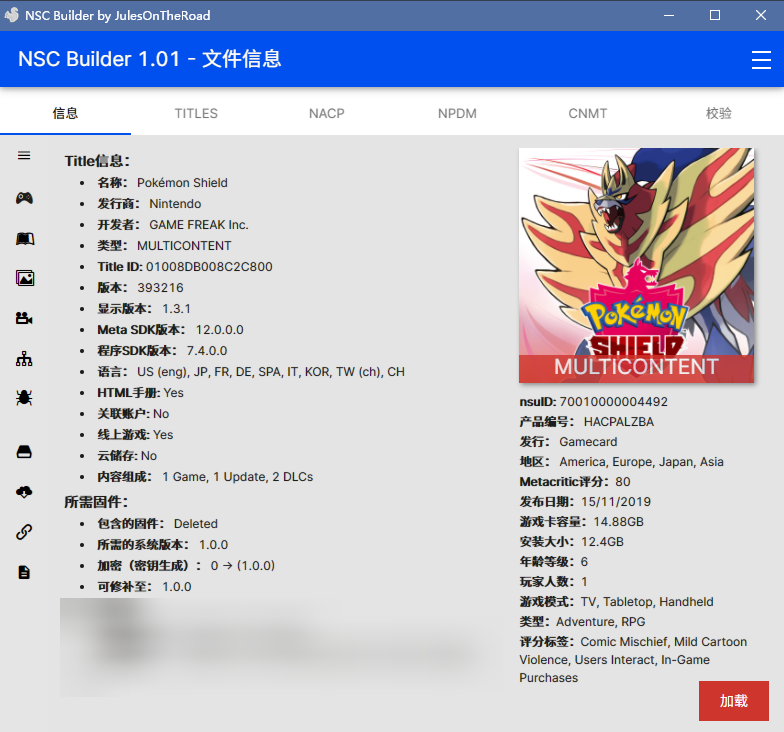 NSC Builder by JulesOnTheRoad
NSC Builder 1.01 - 文件信息
信息 TITLES NACP NPDM CNMT 校验
Title信息：
名称： Pokémon Shield
发行商： Nintendo
开发者： GAME FREAK Inc.
类型： MULTICONTENT
Title ID: 01008DB008C2C800
版本： 393216
显示版本： 1.3.1
Meta SDK版本： 12.0.0.0
程序SDK版本： 7.4.0.0
语言： US (eng), JP, FR, DE, SPA, IT, KOR, TW (ch), CH
HTML手册: Yes
关联账户: No
线上游戏: Yes
云储存: No
内容组成： 1 Game, 1 Update, 2 DLCs
所需固件：
包含的固件： Deleted
所需的系统版本： 1.0.0
加密（密钥生成）： 0 -> (1.0.0)
可修补至： 1.0.0
POKÉMON
SHIELD
MULTICONTENT
nsuID: 70010000004492
产品编号： HACPALZBA
发行： Gamecard
地区： America, Europe, Japan, Asia
Metacritic评分：80
发布日期：15/11/2019
游戏卡容量：14.88GB
安装大小：12.4GB
年龄等级：6
玩家人数：1
游戏模式：TV, Tabletop, Handheld
类型：Adventure, RPG
评分标签：Comic Mischief, Mild Cartoon
Violence, Users Interact, In-Game
Purchases
加载